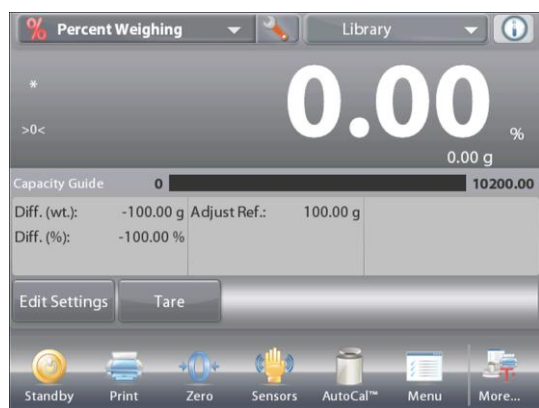 % Percent Weighing Library
*
0.00
>0< %
0.00 g
Capacity Guide 0 10200.00
Diff. (wt.): -100.00 g Adjust Ref.: 100.00 g
Diff. (%): -100.00 %
Edit Settings Tare
Standby Print Zero Sensors AutoCal™ Menu More...